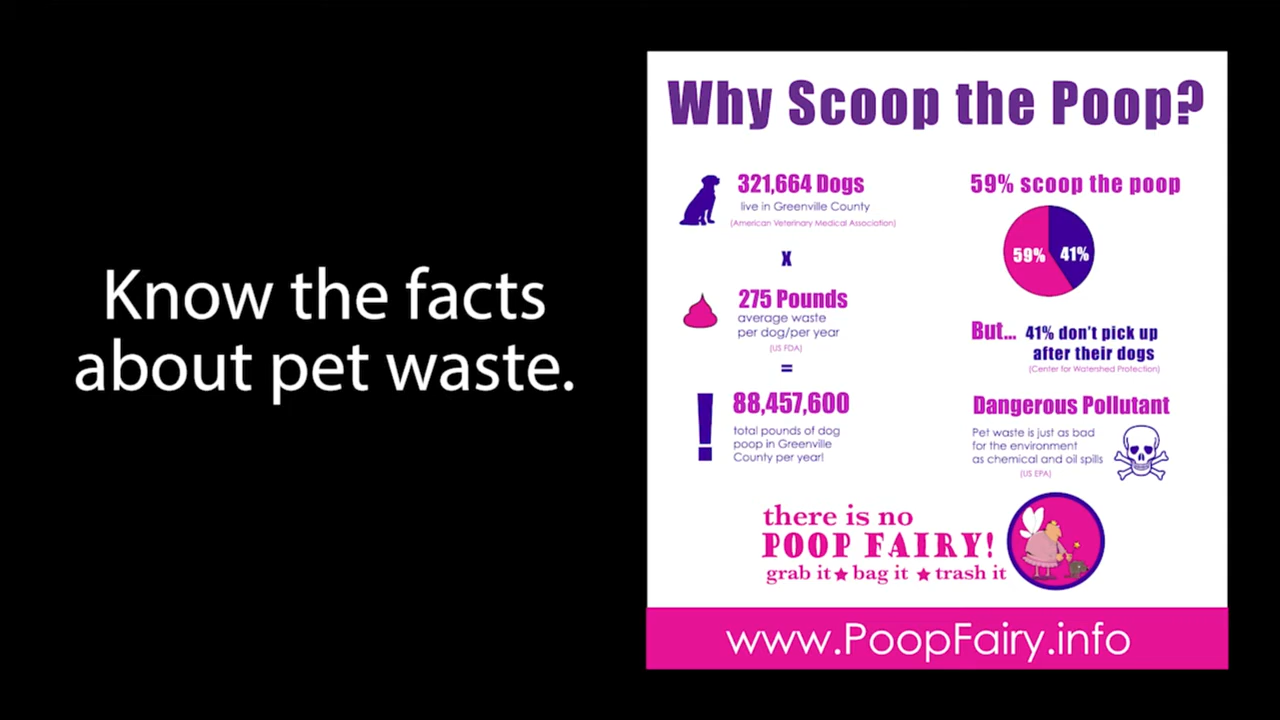 Know the facts
about pet waste.
Why Scoop the Poop?
321,664 Dogs
live in Greenville County
(American Veterinary Medical Association)
x
275 Pounds
average waste
per dog/per year
(US FDA)
=
!
88,457,600
total pounds of dog
poop in Greenville
County per year!
59% scoop the poop
59% 41%
But... 41% don't pick up
after their dogs
(Center for Watershed Protection)
Dangerous Pollutant
Pet waste is just as bad
for the environment
as chemical and oil spills
(US EPA)
there is no
POOP FAIRY!
grab it★bag it ★trash it
www.PoopFairy.info